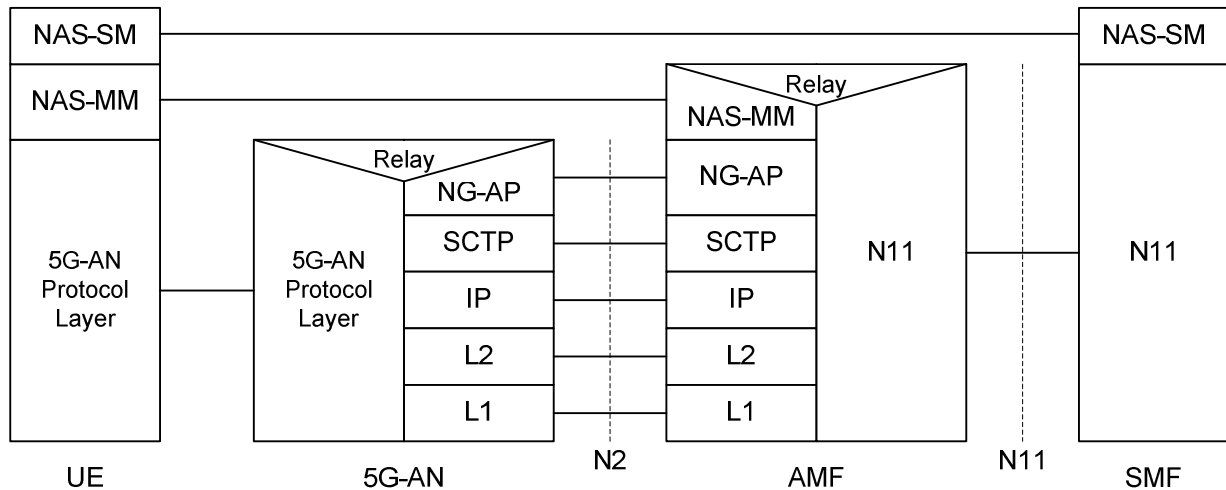 NAS-SM
NAS-SM
NAS-MM
Relay
NAS-MM
Relay
NG-AP
NG-AP
5G-AN
Protocol
Layer
5G-AN
Protocol
Layer
SCTP
SCTP
N11
N11
IP
IP
L2
L2
L1
L1
UE
5G-AN
N2
AMF
N11
SMF